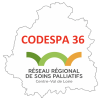 CODESPA 36
RÉSEAU RÉGIONAL
DE SOINS PALLIATIFS
Centre-Val de Loire